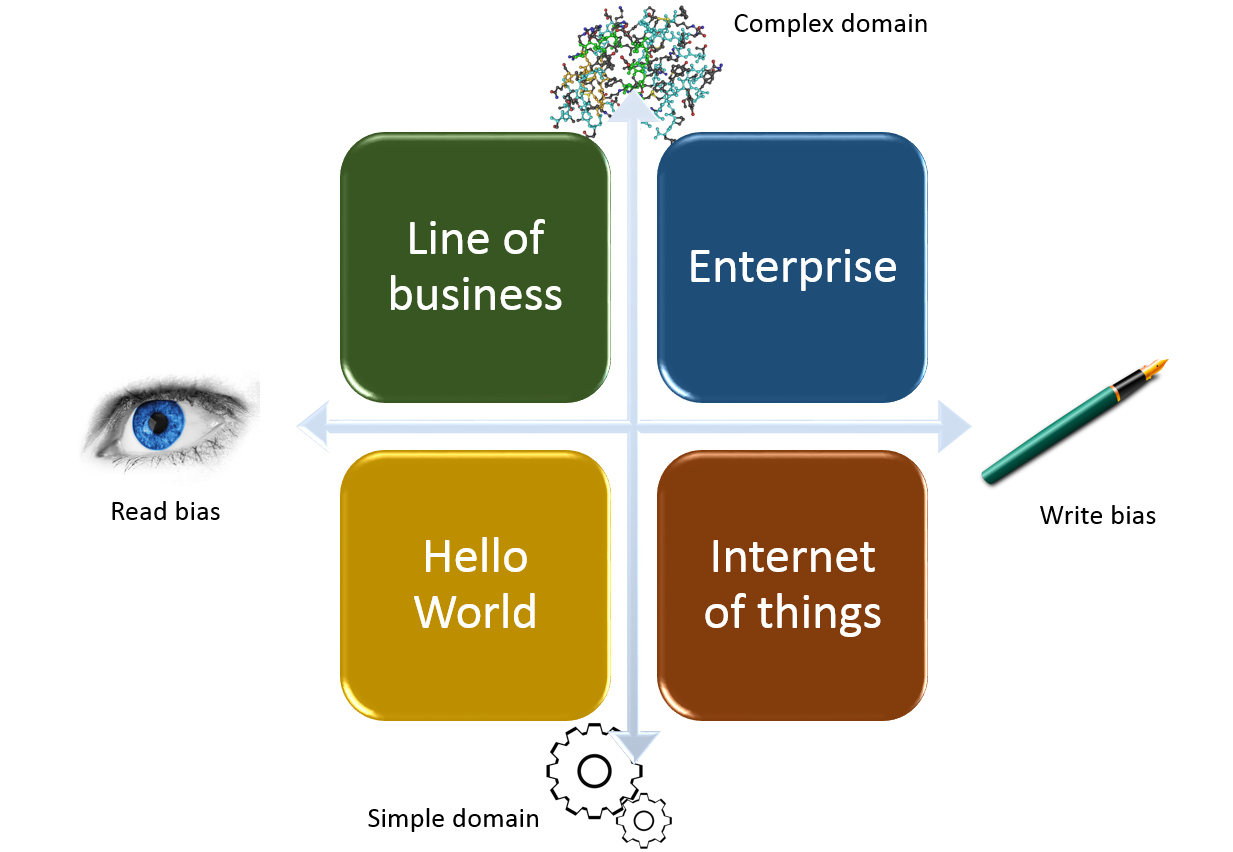 Complex domain
Line of
business
Enterprise
Read bias
Write bias
Hello
World
Internet
of things
Simple domain